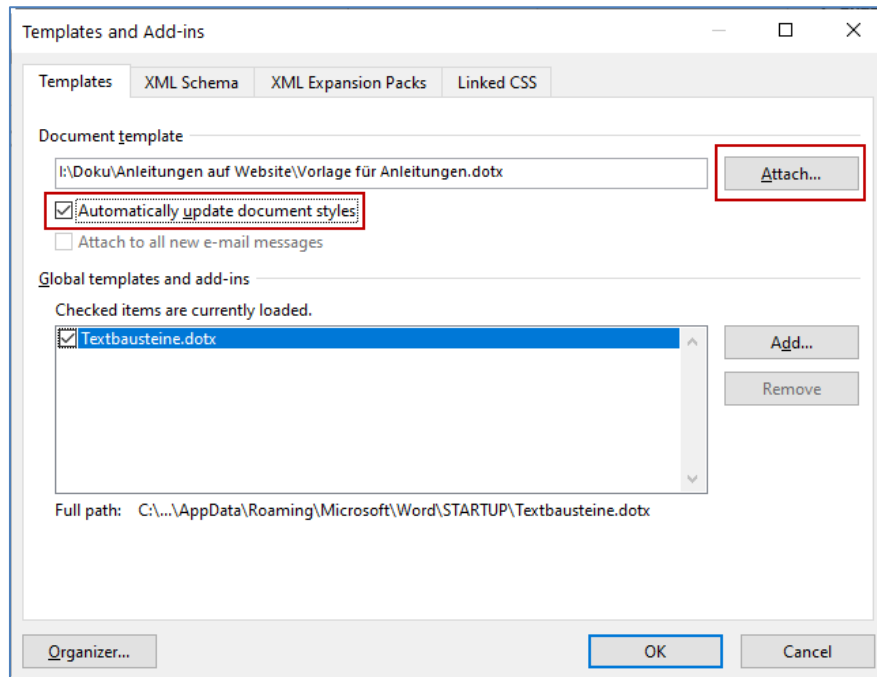 Templates and Add-ins
Templates XML Schema XML Expansion Packs Linked CSS
Document template
I:\Doku\Anleitungen auf Website\Vorlage für Anleitungen.dotx Attach...
Automatically update document styles
Attach to all new e-mail messages
Global templates and add-ins
Checked items are currently loaded.
Textbausteine.dotx
Add...
Remove
Full path: C:\...\AppData\Roaming\Microsoft\Word\STARTUP\Textbausteine.dotx
Organizer... OK Cancel